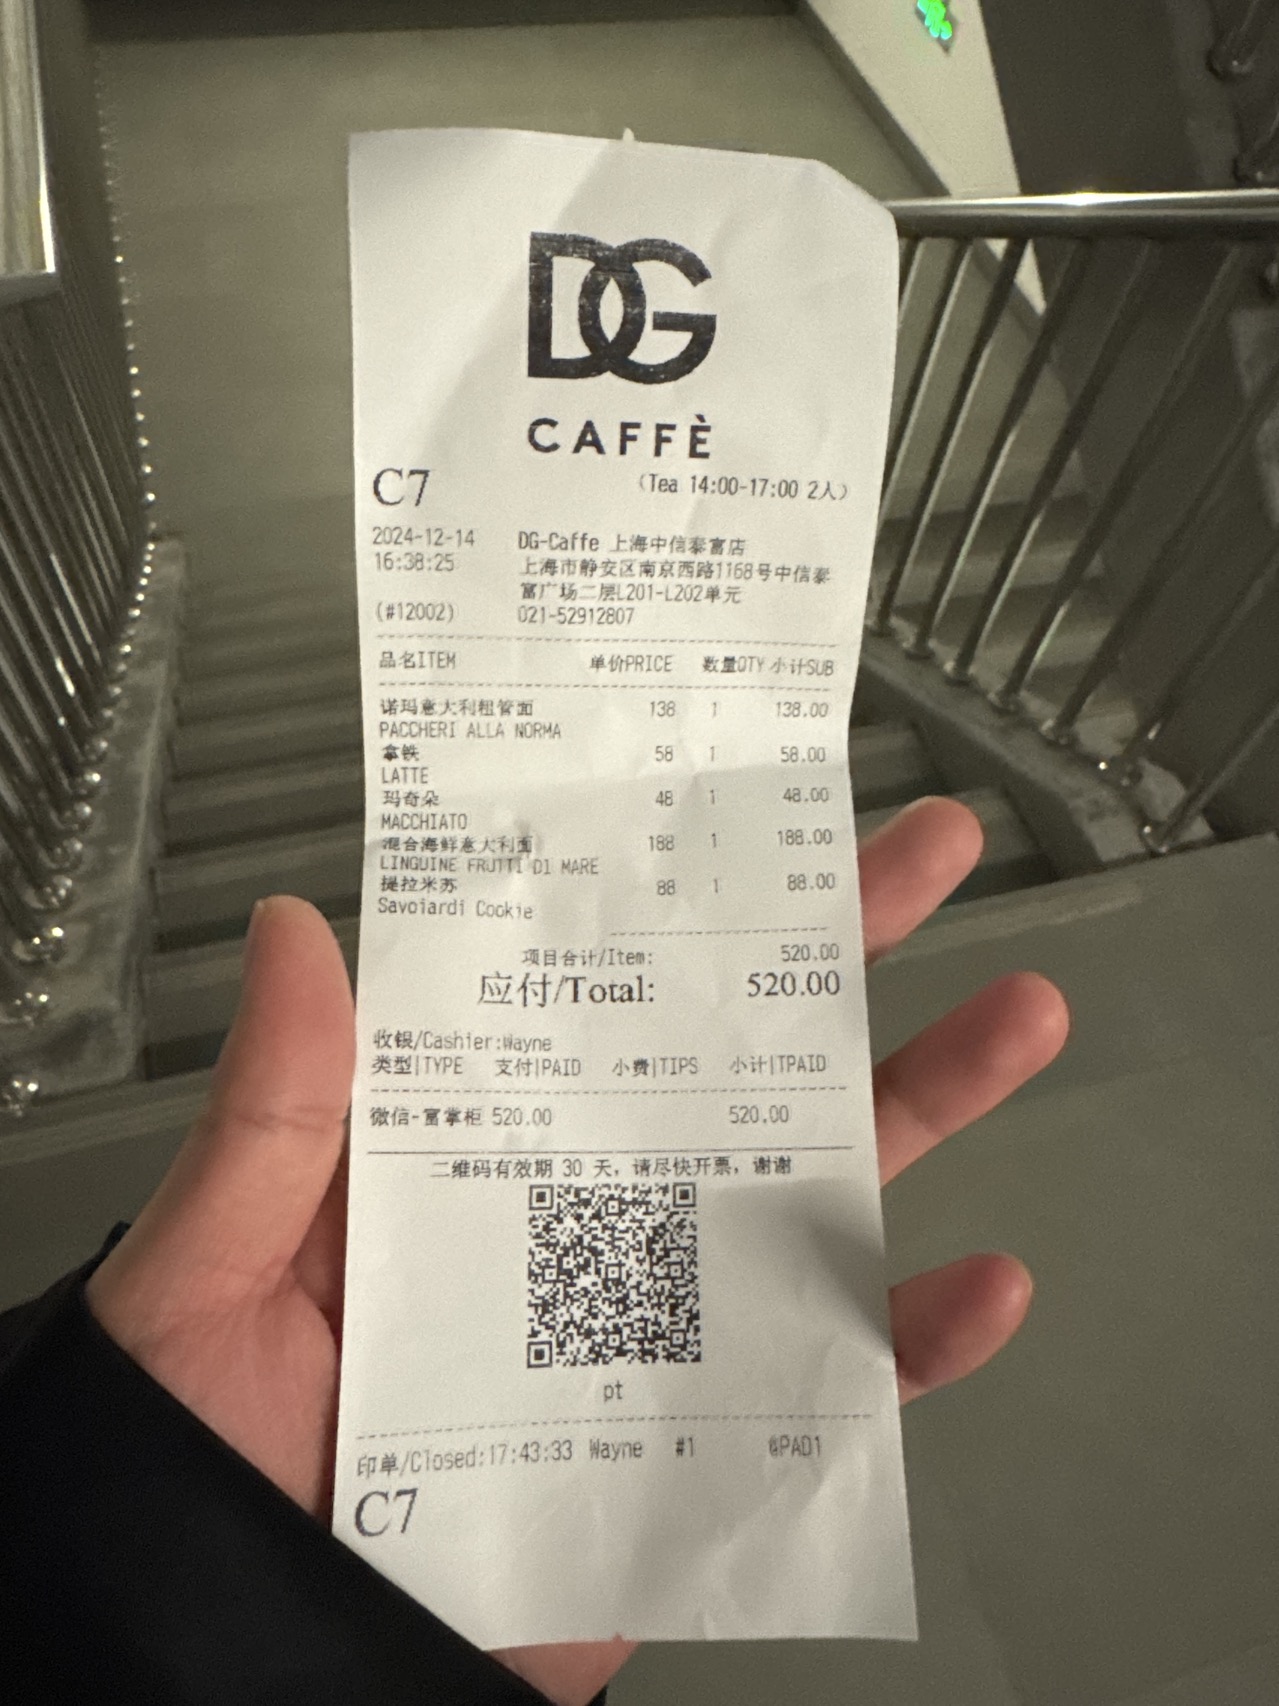 DG
CAFFÈ
C7 (Tea 14:00-17:00 2人)
2024-12-14 DG-Caffe 上海中信泰富店
16:38:25 上海市静安区南京西路1168号中信泰
富广场二层L201-L202单元
(#12002) 021-52912807
品名ITEM 单价PRICE 数量QTY 小计SUB
诺玛意大利粗管面 138 1 138.00
PACCHERI ALLA NORMA
拿铁 58 1 58.00
LATTE
玛奇朵 48 1 48.00
MACCHIATO
混合海鲜意大利面 188 1 188.00
LINGUINE FRUTTI DI MARE
提拉米苏 88 1 88.00
Savoiardi Cookie
项目合计/Item: 520.00
应付/Total: 520.00
收银/Cashier:Wayne
类型|TYPE 支付|PAID 小费|TIPS 小计|TPAID
微信-富掌柜 520.00 520.00
二维码有效期 30 天，请尽快开票，谢谢
pt
印单/Closed:17:43:33 Wayne #1 @PAD1
C7